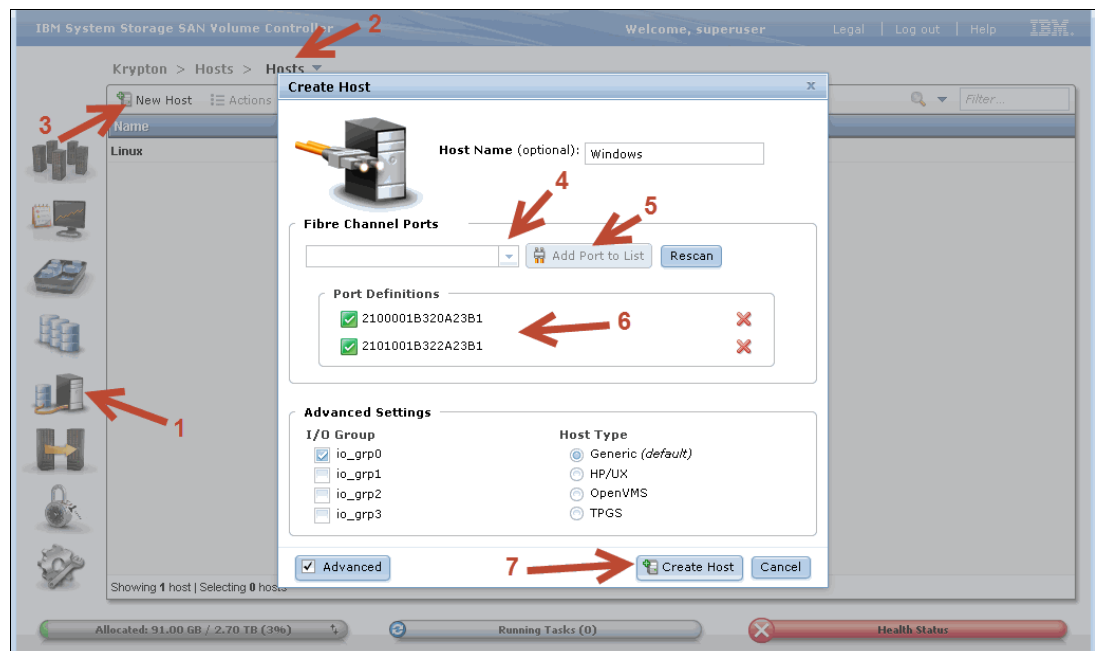 IBM System Storage SAN Volume Controller
Welcome, superuser
Legal | Log out | Help
IBM.
2
Krypton > Hosts > Hosts
New Host Actions
Filter...
3
Name
Linux
Create Host
x
Host Name (optional): Windows
4
5
Fibre Channel Ports
Add Port to List
Rescan
Port Definitions
2100001B320A23B1
6
2101001B322A23B1
1
Advanced Settings
I/O Group
Host Type
io_grp0
Generic (default)
io_grp1
HP/UX
io_grp2
OpenVMS
io_grp3
TPGS
Advanced
7
Create Host
Cancel
Showing 1 host | Selecting 0 hosts
Allocated: 91.00 GB / 2.70 TB (3%)
Running Tasks (0)
Health Status